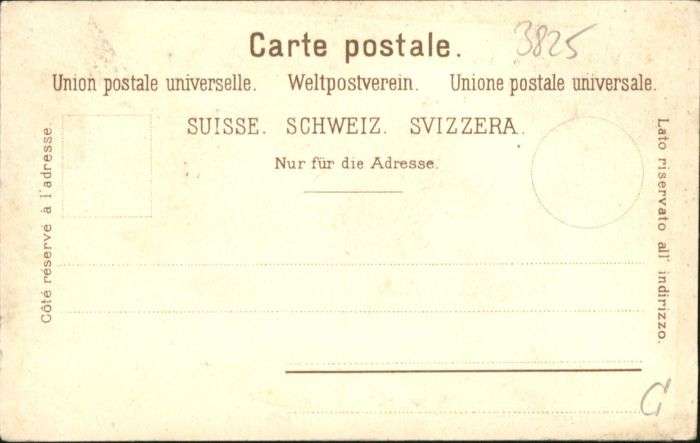 Carte postale. 3825
Union postale universelle. Weltpostverein. Unione postale universale.
SUISSE. SCHWEIZ. SVIZZERA.
Nur für die Adresse.
Côté réservé à l'adresse.
Lato riservato all' indirizzo.